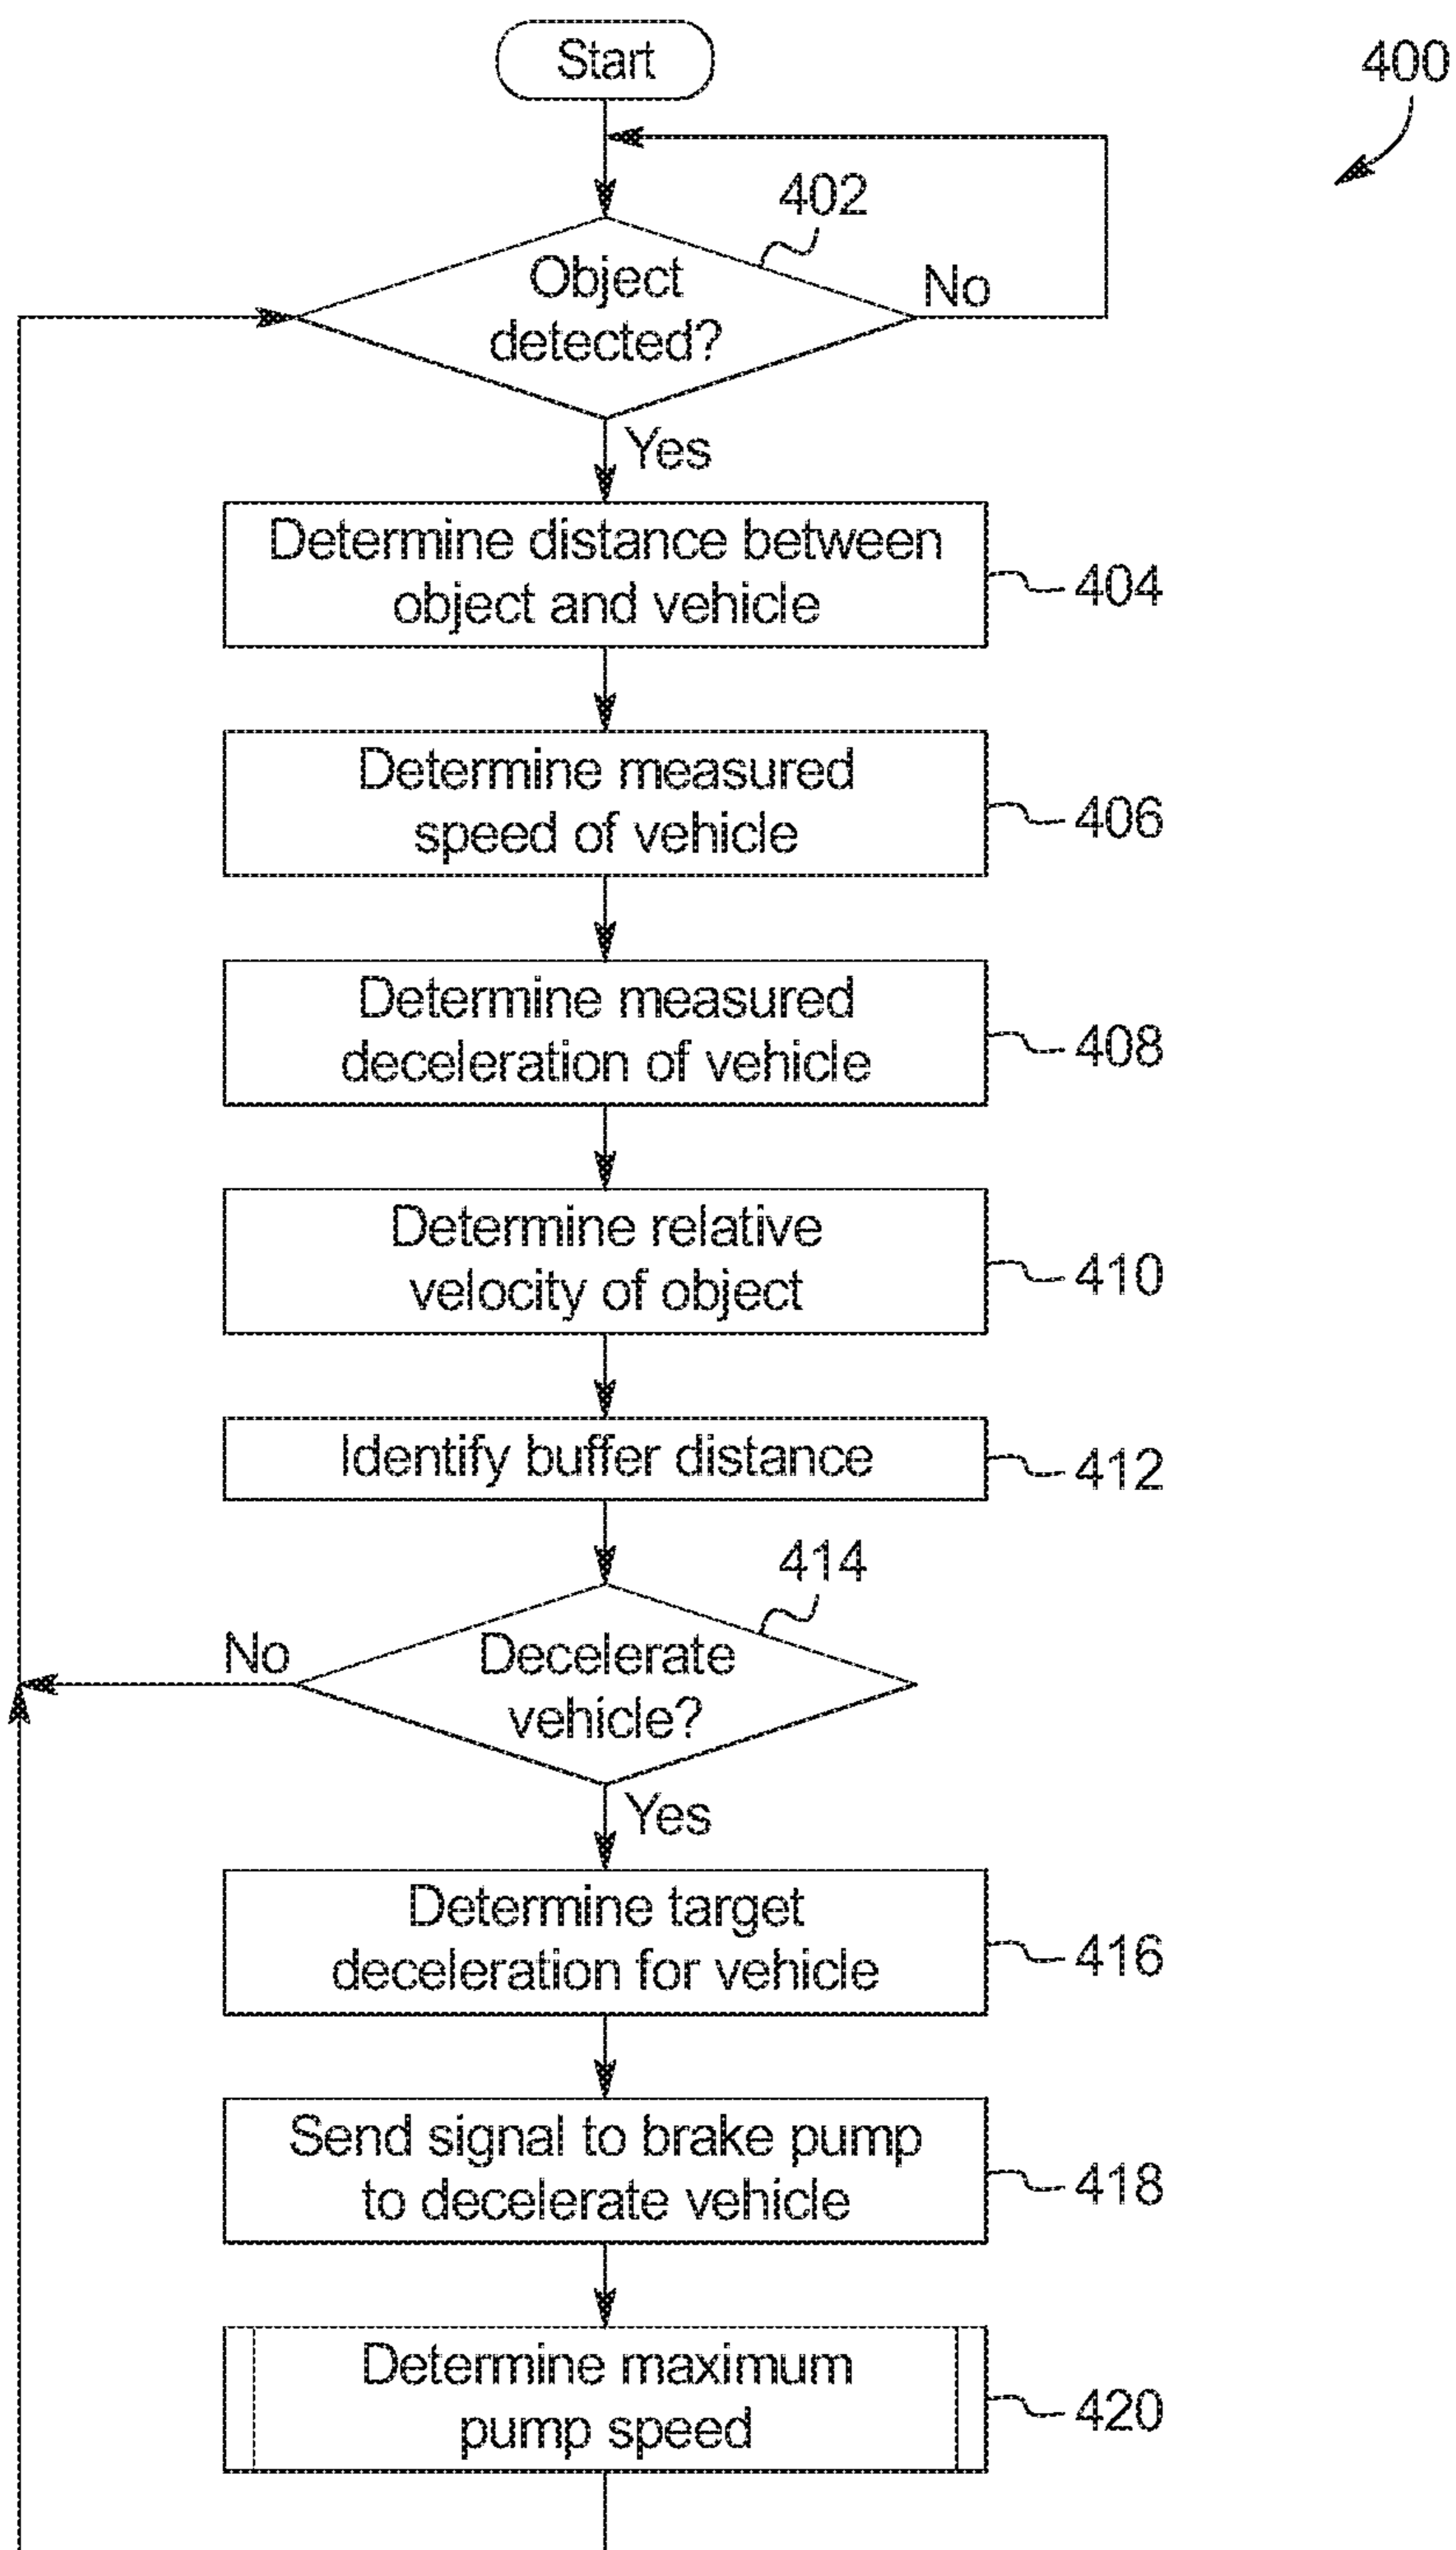 Start
400
402
Object
detected?
No
Yes
Determine distance between
object and vehicle
404
Determine measured
speed of vehicle
406
Determine measured
deceleration of vehicle
408
Determine relative
velocity of object
410
Identify buffer distance
412
414
Decelerate
vehicle?
No
Yes
Determine target
deceleration for vehicle
416
Send signal to brake pump
to decelerate vehicle
418
Determine maximum
pump speed
420